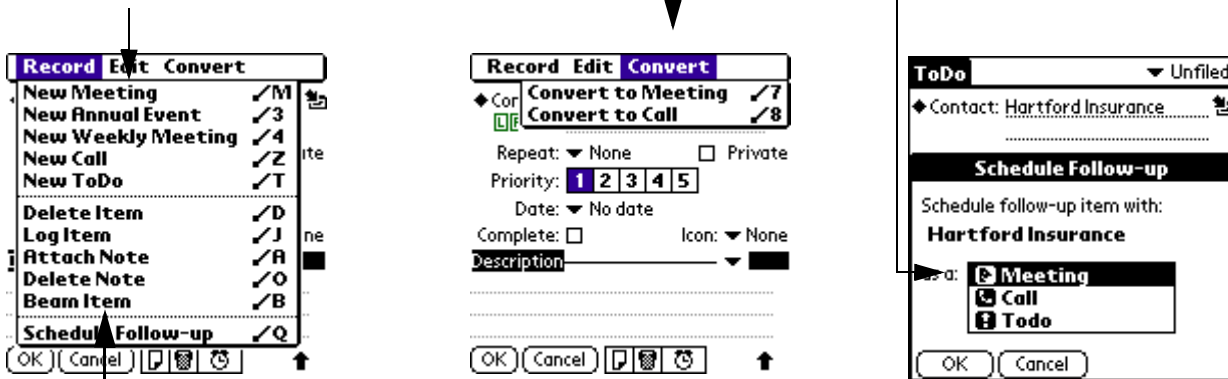 Record Edit Convert
New Meeting /M
New Annual Event /3
New Weekly Meeting /4
New Call /Z
New ToDo /T
Delete Item /D
Log Item /J
Attach Note /A
Delete Note /O
Beam Item /B
Schedule Follow-up /Q
OK Cancel
Record Edit Convert
Convert to Meeting /7
Convert to Call /8
Repeat: None Private
Priority: 1 2 3 4 5
Date: No date
Complete: Icon: None
Description
OK Cancel
ToDo Unfiled
Contact: Hartford Insurance
Schedule Follow-up
Schedule follow-up item with:
Hartford Insurance
Meeting
Call
Todo
OK Cancel